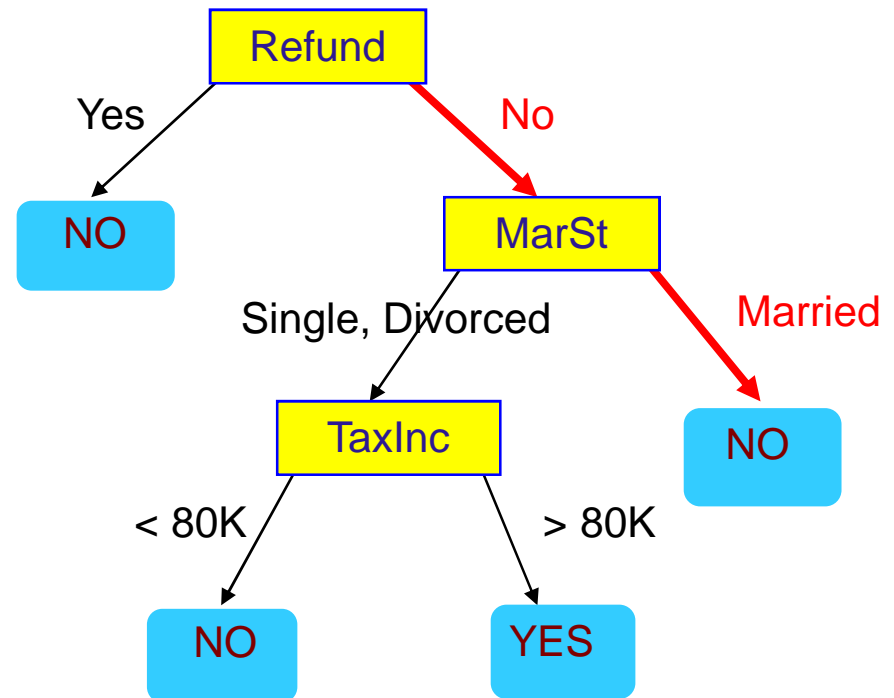 Refund
Yes
No
NO
MarSt
Single, Divorced
Married
TaxInc
NO
< 80K
> 80K
NO
YES